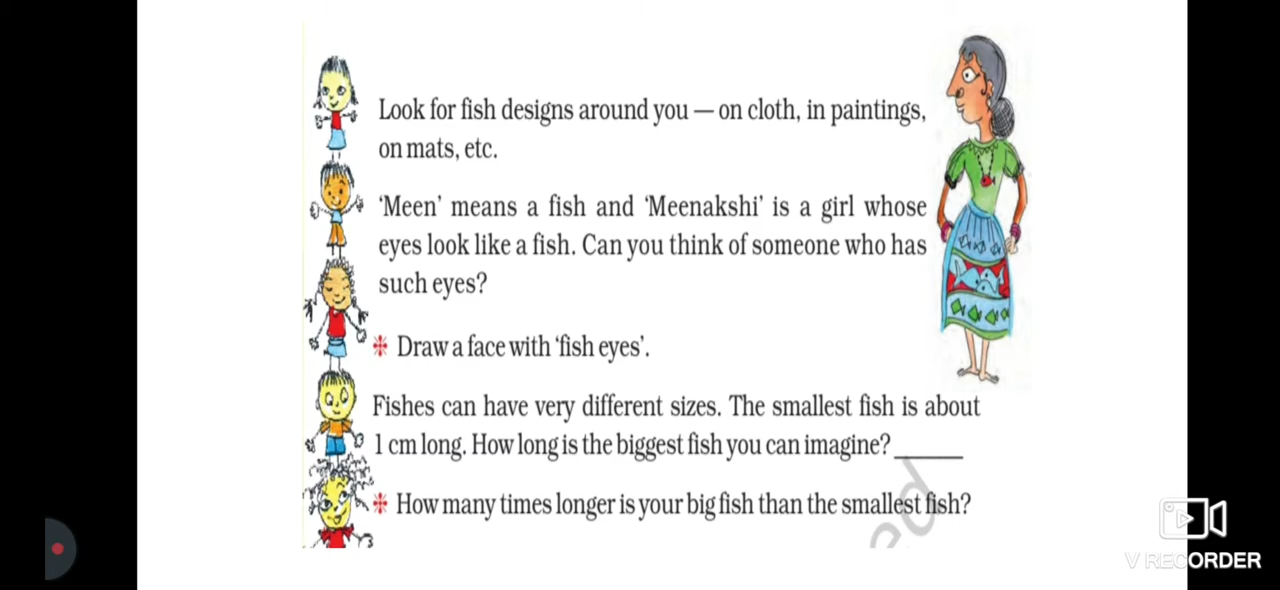 Look for fish designs around you — on cloth, in paintings,
on mats, etc.
‘Meen’ means a fish and ‘Meenakshi’ is a girl whose
eyes look like a fish. Can you think of someone who has
such eyes?
❉ Draw a face with ‘fish eyes’.
Fishes can have very different sizes. The smallest fish is about
1 cm long. How long is the biggest fish you can imagine? ______
❉ How many times longer is your big fish than the smallest fish?
ed
V RECORDER